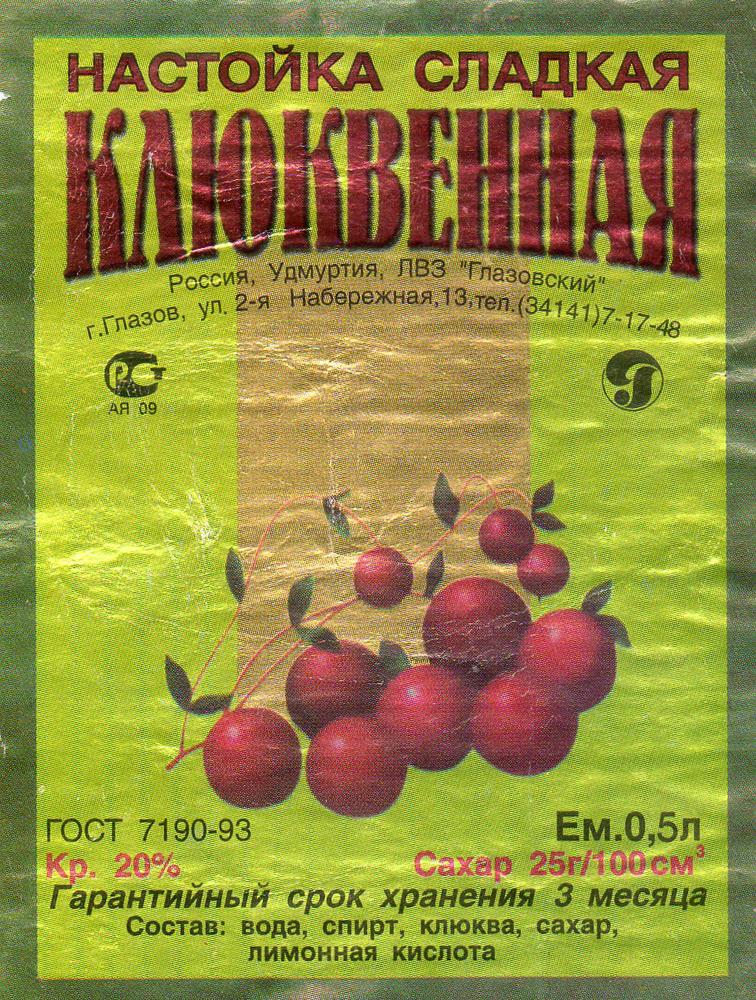 НАСТОЙКА СЛАДКАЯ
КЛЮКВЕННАЯ
Россия, Удмуртия, ЛВЗ "Глазовский"
г.Глазов, ул. 2-я Набережная,13,тел.(34141)7-17-48
РСТ
АЯ 09
ГОСТ 7190-93
Ем.0,5л
Кр. 20%
Сахар 25г/100см³
Гарантийный срок хранения 3 месяца
Состав: вода, спирт, клюква, сахар,
лимонная кислота